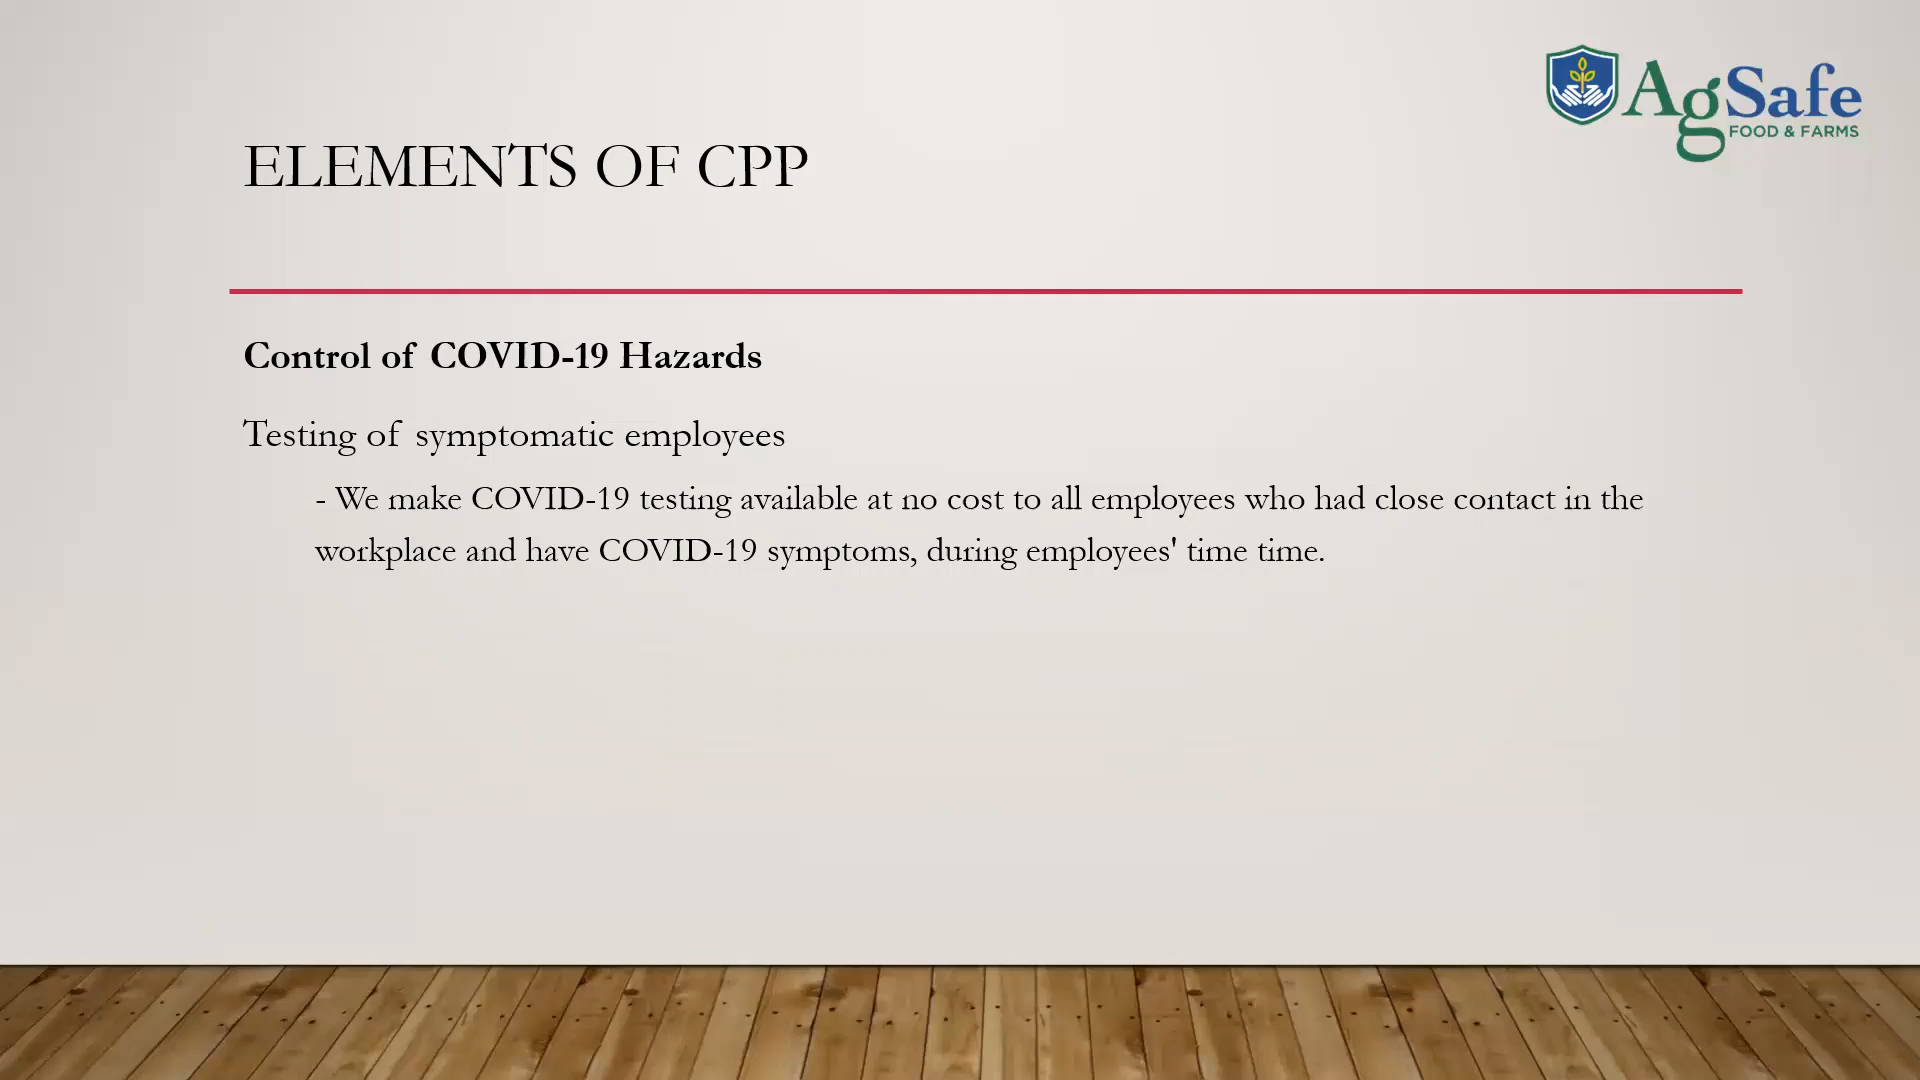 AgSafe
FOOD & FARMS
ELEMENTS OF CPP
Control of COVID-19 Hazards
Testing of symptomatic employees
- We make COVID-19 testing available at no cost to all employees who had close contact in the
workplace and have COVID-19 symptoms, during employees' time time.